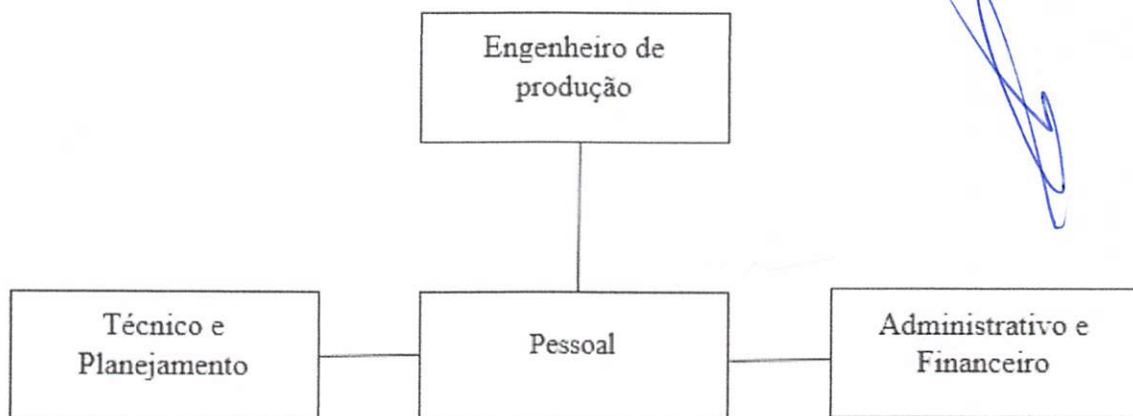 Engenheiro de
produção
Técnico e
Planejamento
Pessoal
Administrativo e
Financeiro